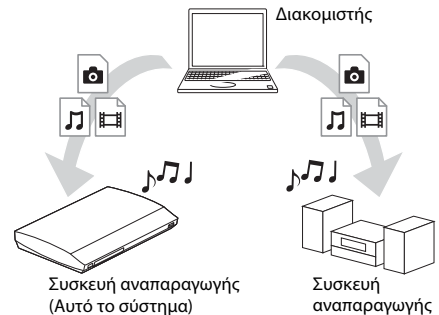 Διακομιστής
Συσκευή αναπαραγωγής
(Αυτό το σύστημα)
Συσκευή
αναπαραγωγής